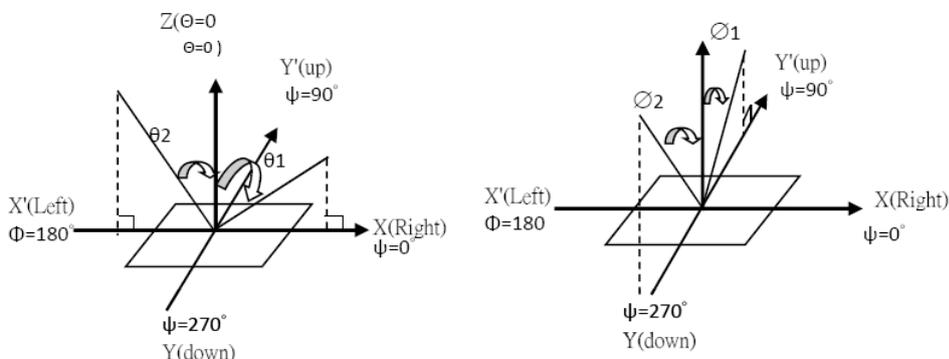 Z(Θ=0
Θ=0 )
Y'(up)
ψ=90°
θ2
θ1
X'(Left)
Φ=180°
X(Right)
ψ=0°
ψ=270°
Y(down)
∅1
Y'(up)
ψ=90°
∅2
X'(Left)
Φ=180
X(Right)
ψ=0°
ψ=270°
Y(down)